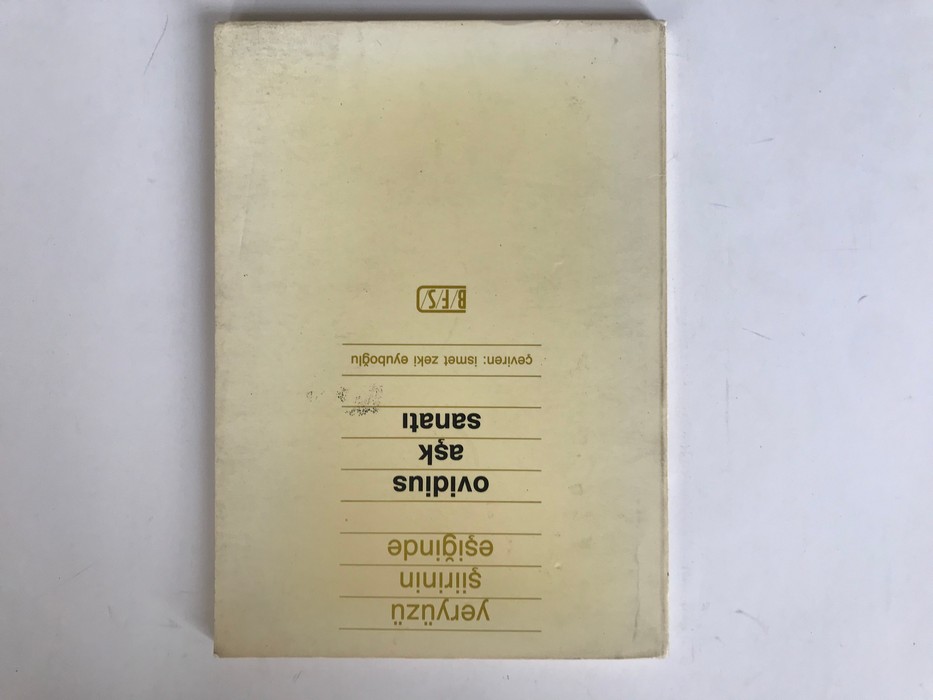 yeryüzü
şiirinin
eşiğinde
ovidius
aşk
sanatı
çeviren: ismet zeki eyuboğlu
B/F/S/